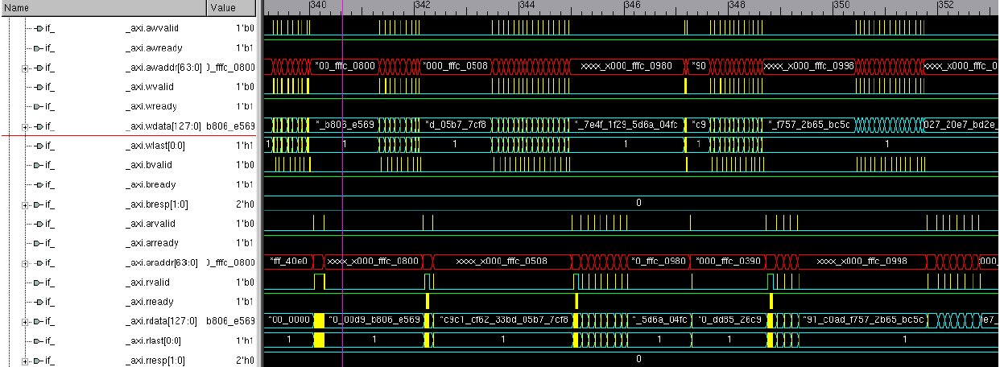 Name Value 340 342 344 346 348 350 352
if_ _axi.awvalid 1'b0
if_ _axi.awready 1'b1
if_ _axi.awaddr[63:0] )_fffc_0800 *00_fffc_0800 *000_fffc_0508 xxxx_x000_fffc_0980 *90 xxxx_x000_fffc_0998 xxxx_x000_fffc_0
if_ _axi.wvalid 1'b0
if_ _axi.wready 1'b1
if_ _axi.wdata[127:0] b806_e569 *_b806_e569 *d_05b7_7cf8 *_7e4f_1f29_5d6a_04fc *c9 *_f757_2b65_bc5c 027_20e7_bd2e_
if_ _axi.wlast[0:0] 1'h1 1 1 1 1 1 1
if_ _axi.bvalid 1'b0
if_ _axi.bready 1'b1
if_ _axi.bresp[1:0] 2'h0 0
if_ _axi.arvalid 1'b0
if_ _axi.arready 1'b1
if_ _axi.araddr[63:0] )_fffc_0800 *ff_40e0 xxxx_x000_fffc_0800 xxxx_x000_fffc_0508 *0_fffc_0980 *000_fffc_0390 xxxx_x000_fffc_0998 000_
if_ _axi.rvalid 1'b0
if_ _axi.rready 1'b1
if_ _axi.rdata[127:0] b806_e569 *00_0000 *0_00d9_b806_e569 *c9c1_cf62_33bd_05b7_7cf8 *_5d6a_04fc *0_dd65_26c9 *91_c0ad_f757_2b65_bc5c e7_
if_ _axi.rlast[0:0] 1'h1 1 1 1 1 1 1
if_ _axi.rresp[1:0] 2'h0 0